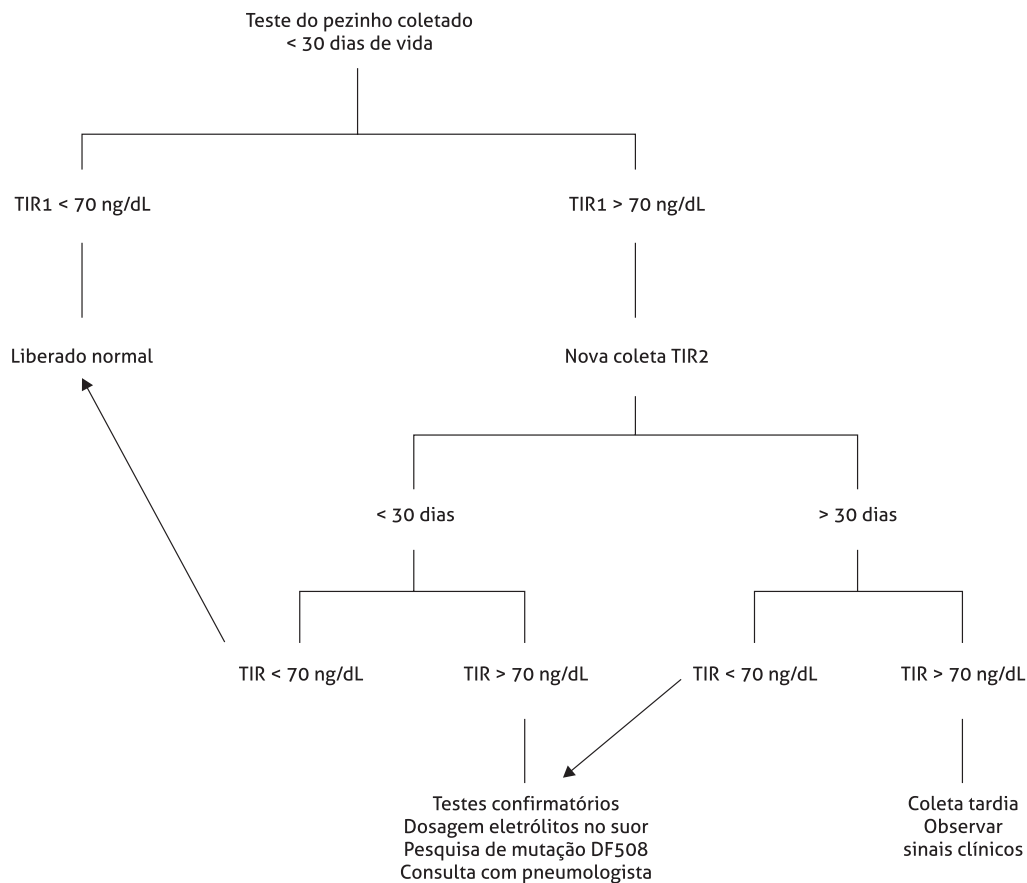 Teste do pezinho coletado
< 30 dias de vida
TIR1 < 70 ng/dL
TIR1 > 70 ng/dL
Liberado normal
Nova coleta TIR2
< 30 dias
> 30 dias
TIR < 70 ng/dL
TIR > 70 ng/dL
TIR < 70 ng/dL
TIR > 70 ng/dL
Testes confirmatórios
Dosagem eletrólitos no suor
Pesquisa de mutação DF508
Consulta com pneumologista
Coleta tardia
Observar
sinais clínicos